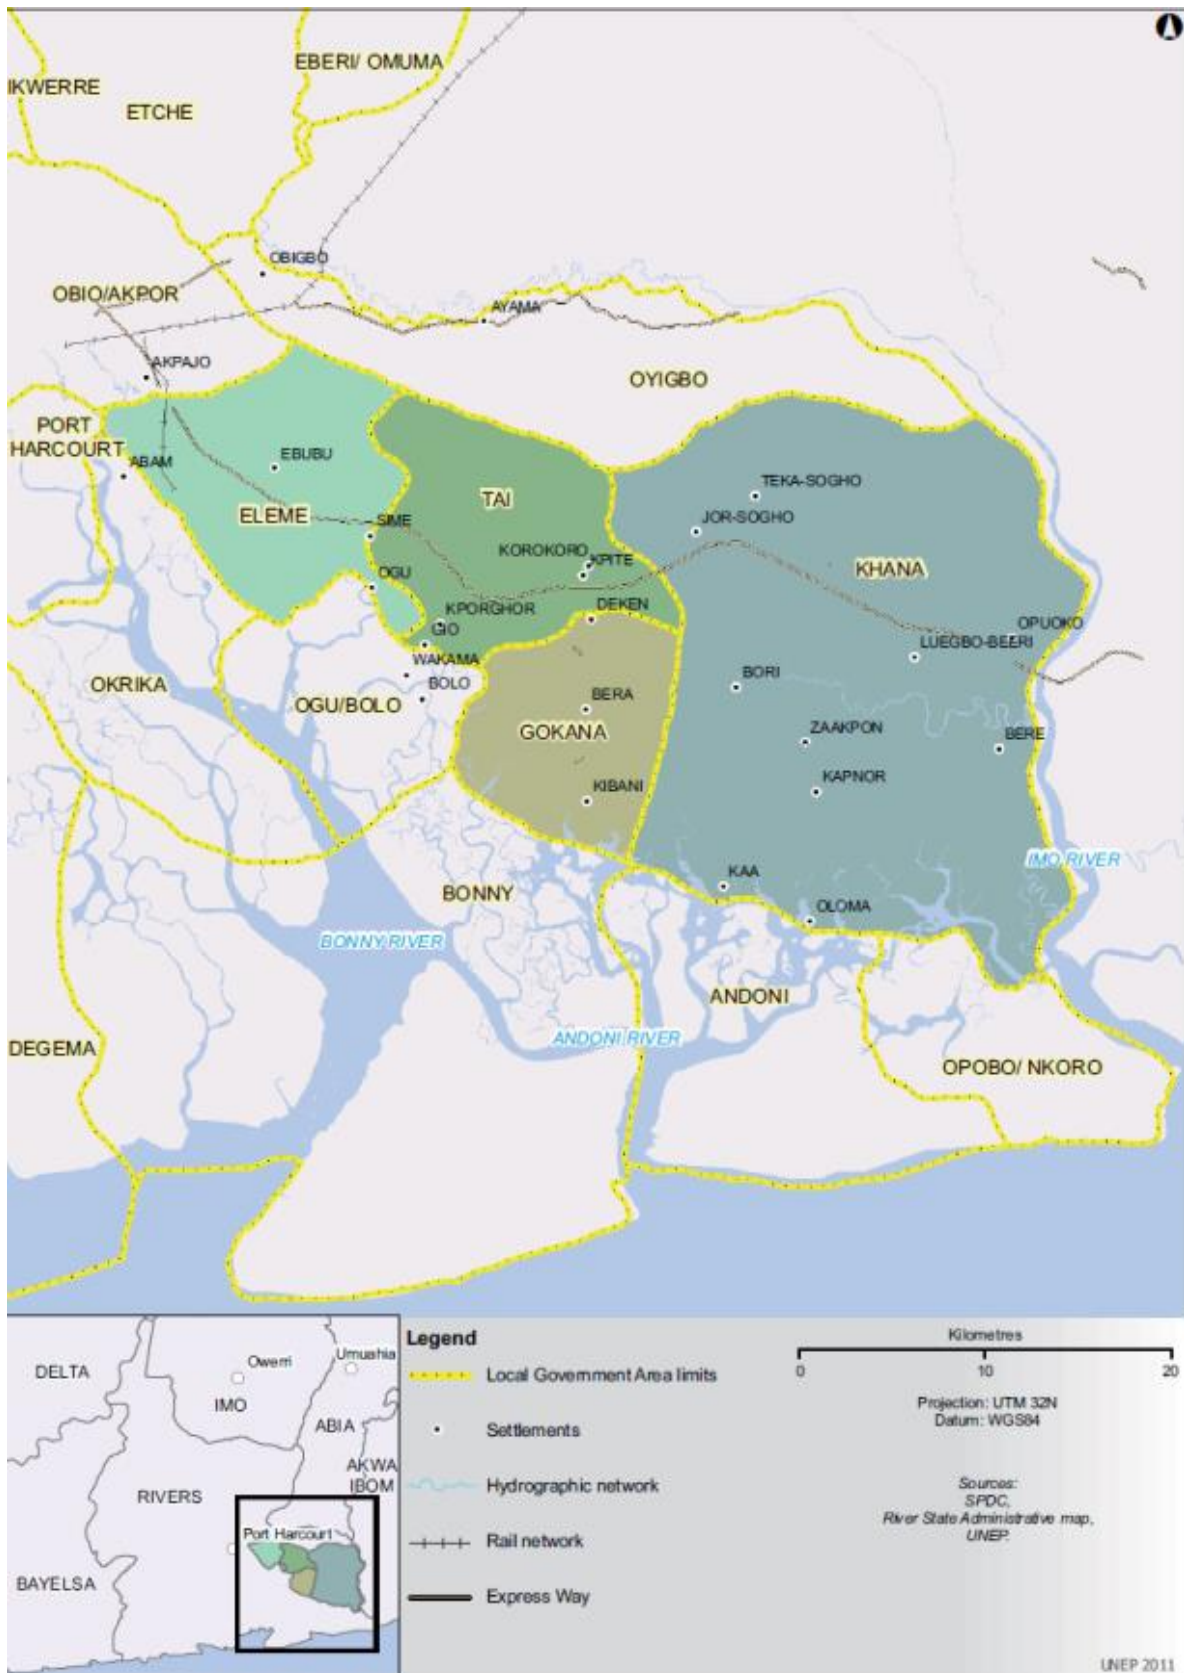 EBERI/ OMUMA
IKWERRE
ETCHE
OBIGBO
OBIO/AKPOR
AYAMA
AKPAJO
OYIGBO
PORT
HARCOURT
ABAM
EBUBU
TEKA-SOGHO
TAI
ELEME
SIME
JOR-SOGHO
KOROKORO
KPITE
KHANA
OGU
DEKEN
KPORGHOR
OPUOKO
GIO
LUEGBO-BEERI
WAKAMA
OKRIKA
BOLO
BORI
OGU/BOLO
BERA
GOKANA
ZAAKPON
BERE
KAPNOR
KIBANI
IMO RIVER
KAA
BONNY
OLOMA
BONNY RIVER
ANDONI
ANDONI RIVER
DEGEMA
OPOBO/ NKORO
DELTA
Owerri
Umuahia
IMO
ABIA
AKWA
IBOM
RIVERS
Port Harcourt
BAYELSA
Legend
Local Government Area limits
Settlements
Hydrographic network
Rail network
Express Way
Kilometres
0 10 20
Projection: UTM 32N
Datum: WGS84
Sources:
SPDC,
River State Administrative map,
UNEP.
UNEP 2011